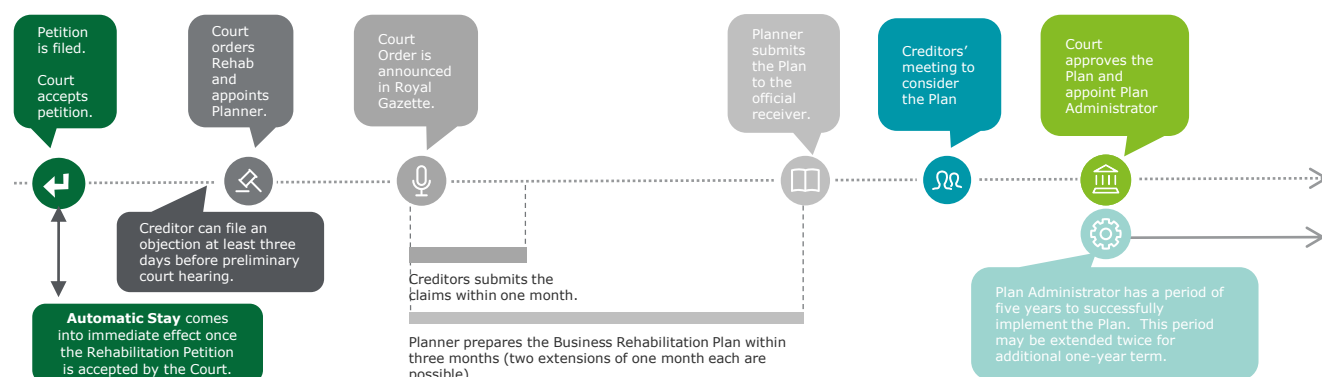 Petition
is filed.
Court
accepts
petition.
Court
orders
Rehab
and
appoints
Planner.
Court
Order is
announced
in Royal
Gazette.
Planner
submits
the Plan
to the
official
receiver.
Creditors'
meeting to
consider
the Plan
Court
approves the
Plan and
appoint Plan
Administrator
Creditor can file an
objection at least three
days before preliminary
court hearing.
Automatic Stay comes
into immediate effect once
the Rehabilitation Petition
is accepted by the Court.
Creditors submits the
claims within one month.
Planner prepares the Business Rehabilitation Plan within
three months (two extensions of one month each are
possible)
Plan Administrator has a period of
five years to successfully
implement the Plan. This period
may be extended twice for
additional one-year term.